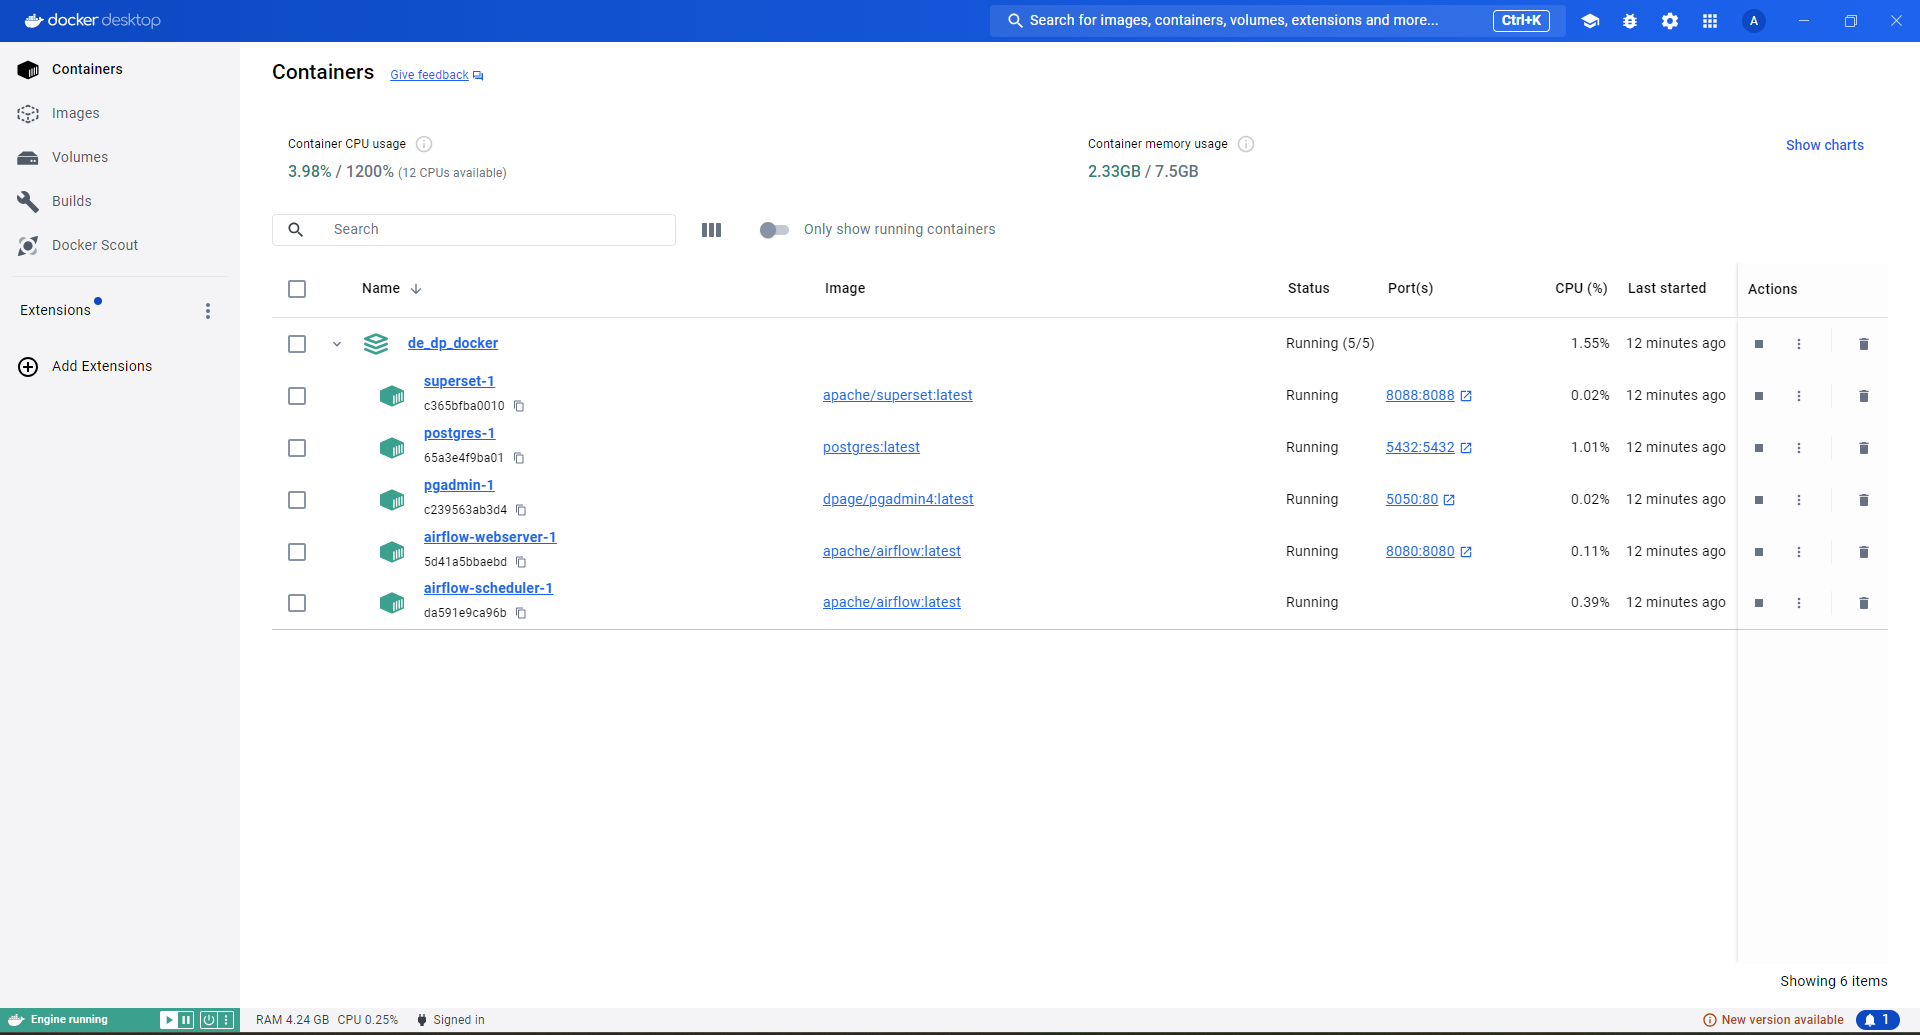 docker desktop
Search for images, containers, volumes, extensions and more...
Ctrl+K
A
Containers
Images
Volumes
Builds
Docker Scout
Extensions
Add Extensions
Containers Give feedback
Container CPU usage
3.98% / 1200% (12 CPUs available)
Container memory usage
2.33GB / 7.5GB
Show charts
Search
Only show running containers
Name Image Status Port(s) CPU (%) Last started Actions
de_dp_docker Running (5/5) 1.55% 12 minutes ago
superset-1
c365bfba0010
apache/superset:latest Running 8088:8088 0.02% 12 minutes ago
postgres-1
65a3e4f9ba01
postgres:latest Running 5432:5432 1.01% 12 minutes ago
pgadmin-1
c239563ab3d4
dpage/pgadmin4:latest Running 5050:80 0.02% 12 minutes ago
airflow-webserver-1
5d41a5bbaebd
apache/airflow:latest Running 8080:8080 0.11% 12 minutes ago
airflow-scheduler-1
da591e9ca96b
apache/airflow:latest Running 0.39% 12 minutes ago
Showing 6 items
Engine running
RAM 4.24 GB CPU 0.25% Signed in
New version available
1